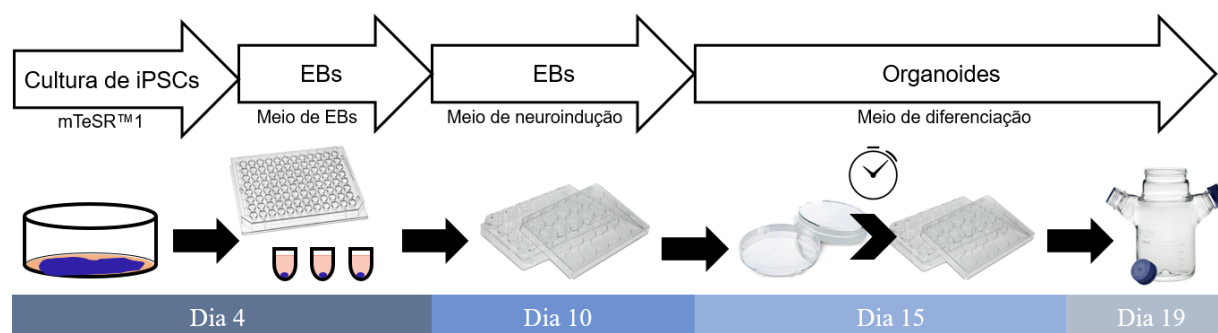 Cultura de iPSCs
EBs
EBs
Organoides
mTeSR™1
Meio de EBs
Meio de neuroindução
Meio de diferenciação
Dia 4
Dia 10
Dia 15
Dia 19